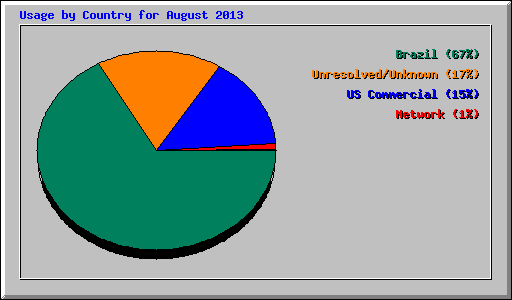 Usage by Country for August 2013
Brazil (67%)
Unresolved/Unknown (17%)
US Commercial (15%)
Network (1%)